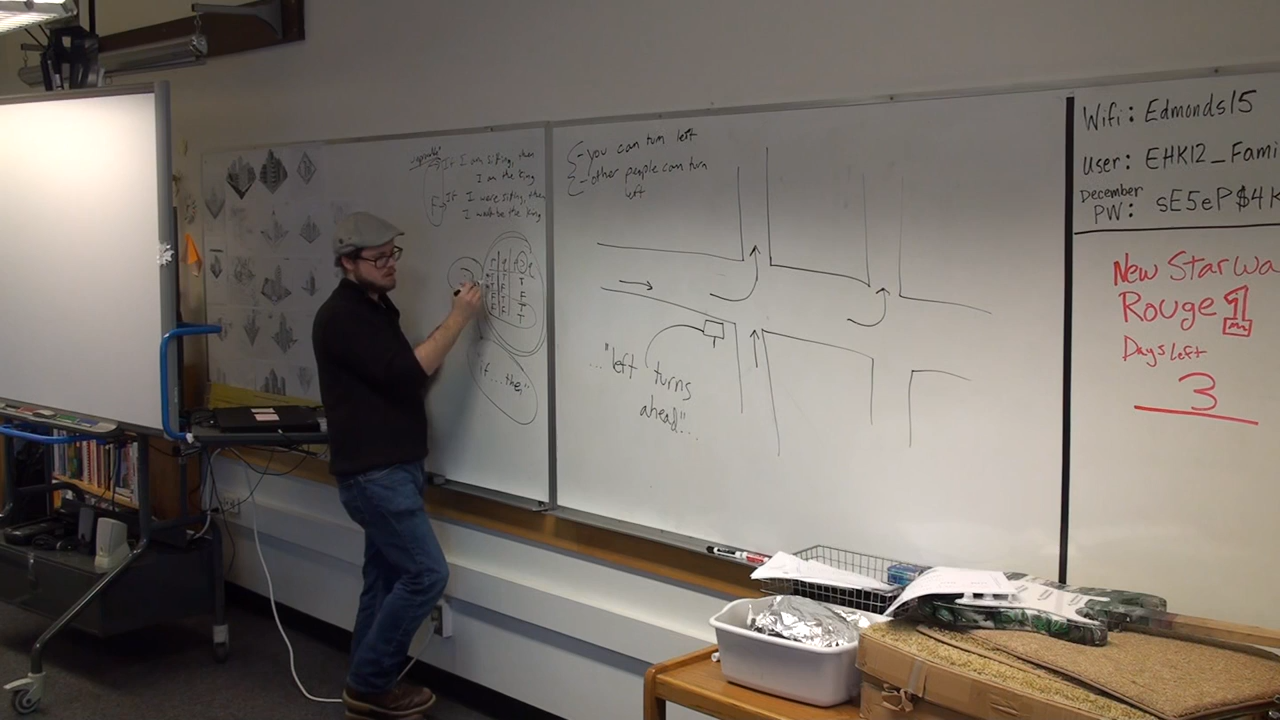 If I am sitting, then
I am the King
If I were sitting, then
I would be the King
T
F
T
T
"if...then"
- you can turn left
- other people can turn
left
..."left turns
ahead"...
Wifi: Edmonds15
User: EHK12_Fami
December
PW: sE5eP$4K
New Star Wa
Rouge 1
Days Left
3